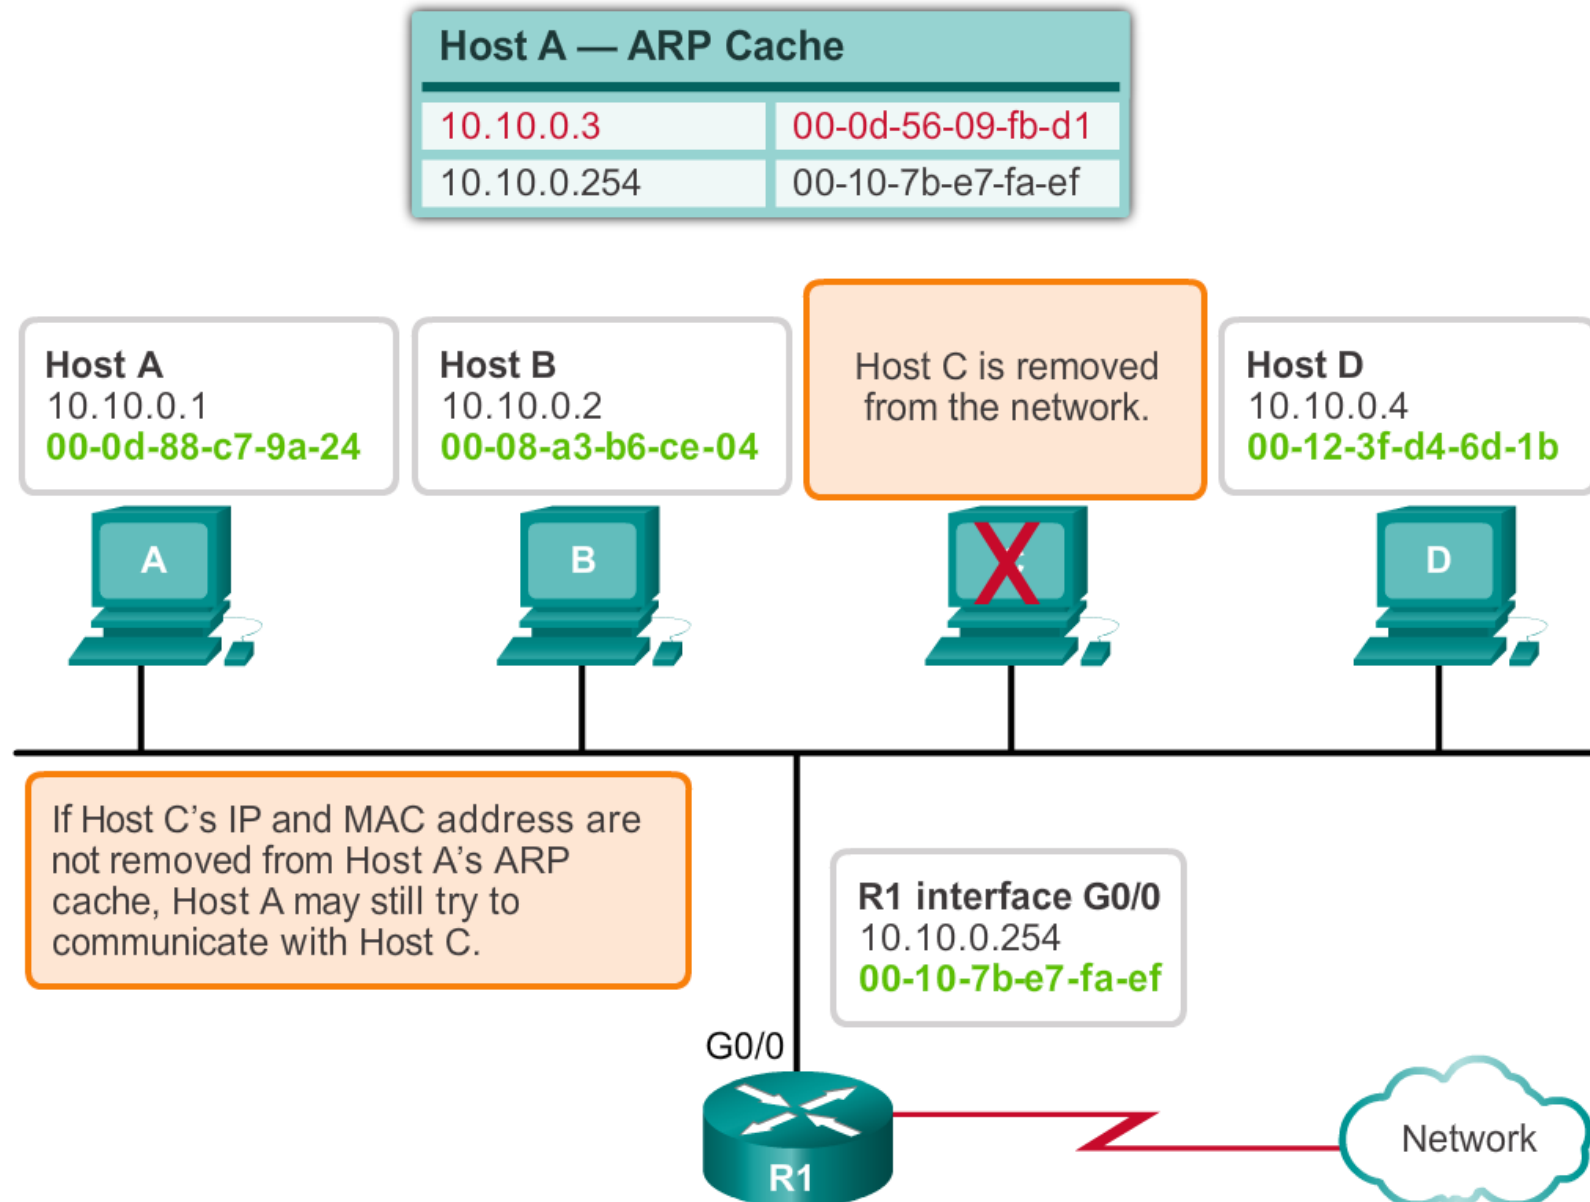 Host A — ARP Cache
10.10.0.3 00-0d-56-09-fb-d1
10.10.0.254 00-10-7b-e7-fa-ef
Host A
10.10.0.1
00-0d-88-c7-9a-24
Host B
10.10.0.2
00-08-a3-b6-ce-04
Host C is removed
from the network.
Host D
10.10.0.4
00-12-3f-d4-6d-1b
A
B
D
If Host C’s IP and MAC address are
not removed from Host A’s ARP
cache, Host A may still try to
communicate with Host C.
R1 interface G0/0
10.10.0.254
00-10-7b-e7-fa-ef
G0/0
R1
Network